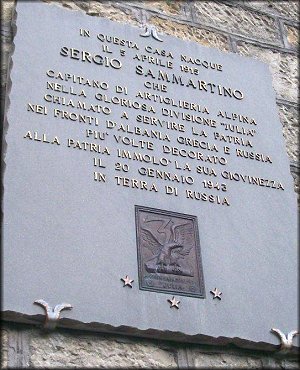 IN QUESTA CASA NACQUE
IL 5 APRILE 1915
SERGIO SAMMARTINO
CHE
CAPITANO DI ARTIGLIERIA ALPINA
NELLA GLORIOSA DIVISIONE "IULIA"
CHIAMATO A SERVIRE LA PATRIA
NEI FRONTI D'ALBANIA GRECIA E RUSSIA
PIU' VOLTE DECORATO
ALLA PATRIA IMMOLO' LA SUA GIOVINEZZA
IL 20 GENNAIO 1943
IN TERRA DI RUSSIA